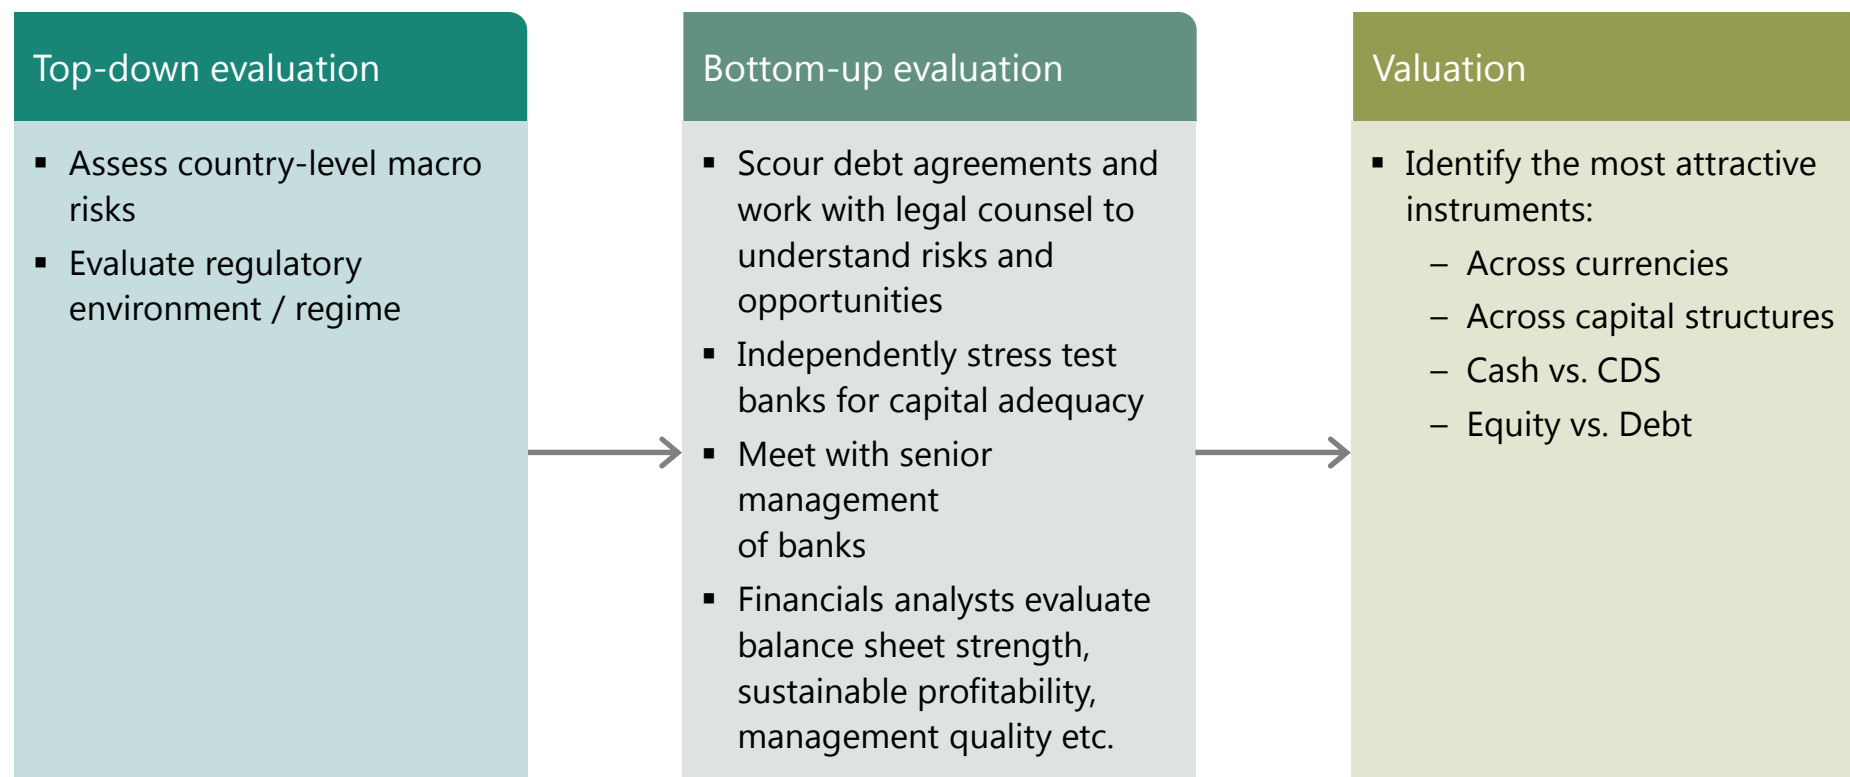 Top-down evaluation
▪ Assess country-level macro
risks
▪ Evaluate regulatory
environment / regime
Bottom-up evaluation
▪ Scour debt agreements and
work with legal counsel to
understand risks and
opportunities
▪ Independently stress test
banks for capital adequacy
▪ Meet with senior
management
of banks
▪ Financials analysts evaluate
balance sheet strength,
sustainable profitability,
management quality etc.
Valuation
▪ Identify the most attractive
instruments:
– Across currencies
– Across capital structures
– Cash vs. CDS
– Equity vs. Debt